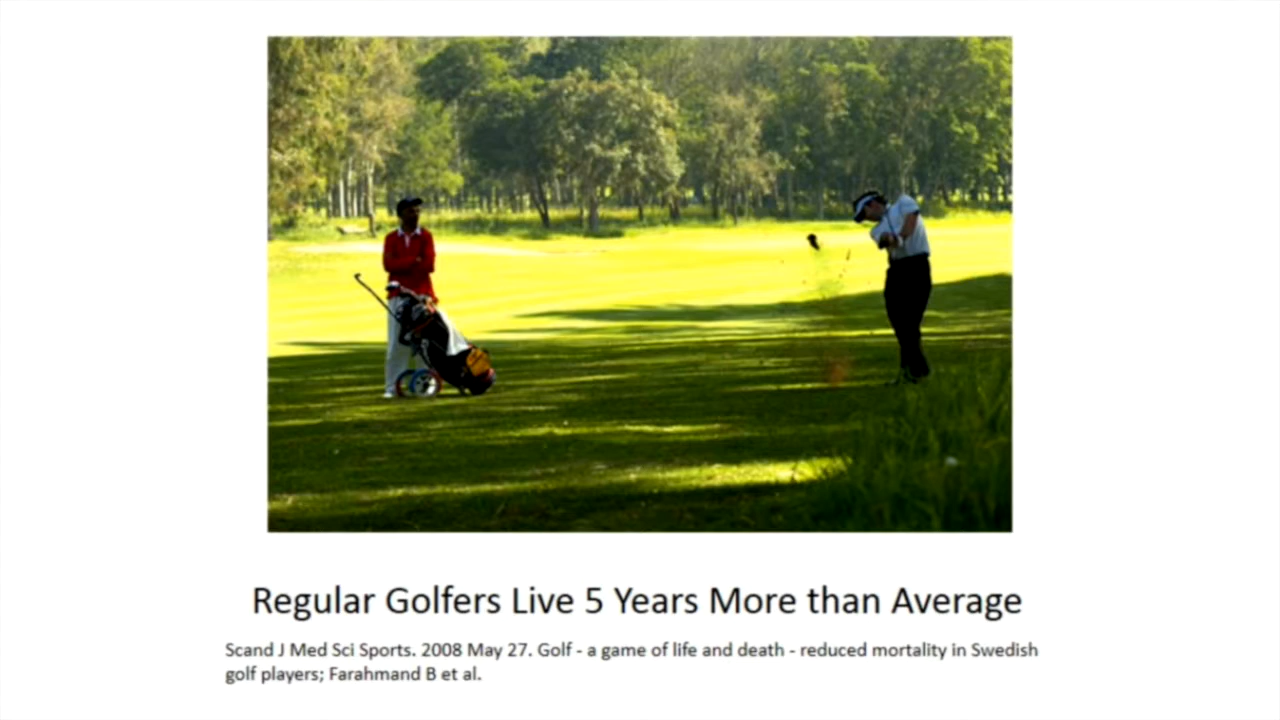 Regular Golfers Live 5 Years More than Average
Scand J Med Sci Sports. 2008 May 27. Golf - a game of life and death - reduced mortality in Swedish
golf players; Farahmand B et al.